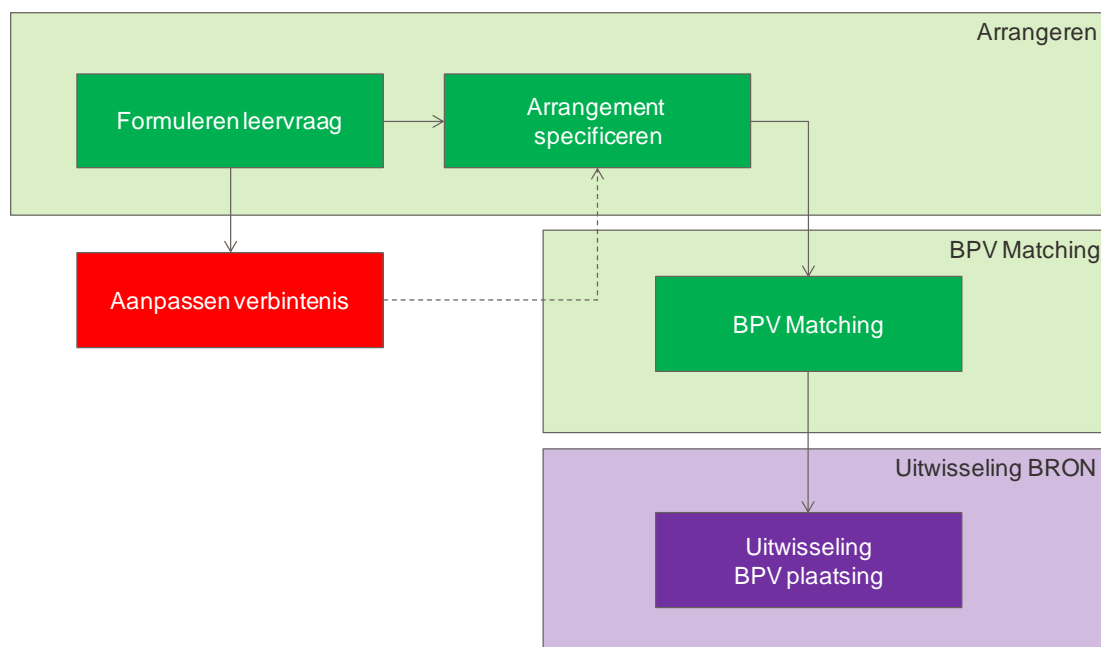 Arrangeren
Formuleren leervraag
Arrangement
specificeren
BPV Matching
Aanpassen verbintenis
BPV Matching
Uitwisseling BRON
Uitwisseling
BPV plaatsing